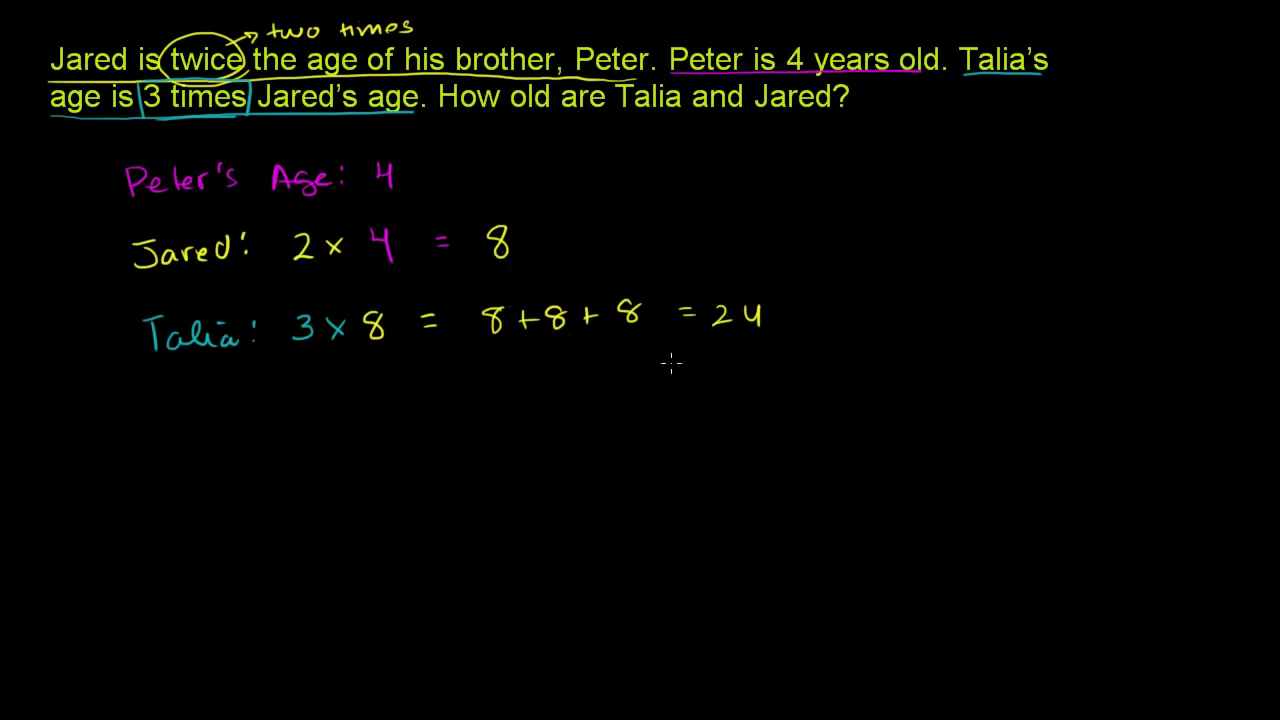 two times
Jared is twice the age of his brother, Peter. Peter is 4 years old. Talia's
age is 3 times Jared's age. How old are Talia and Jared?
Peter's Age: 4
Jared: 2 × 4 = 8
Talia: 3 × 8 = 8 + 8 + 8 = 24